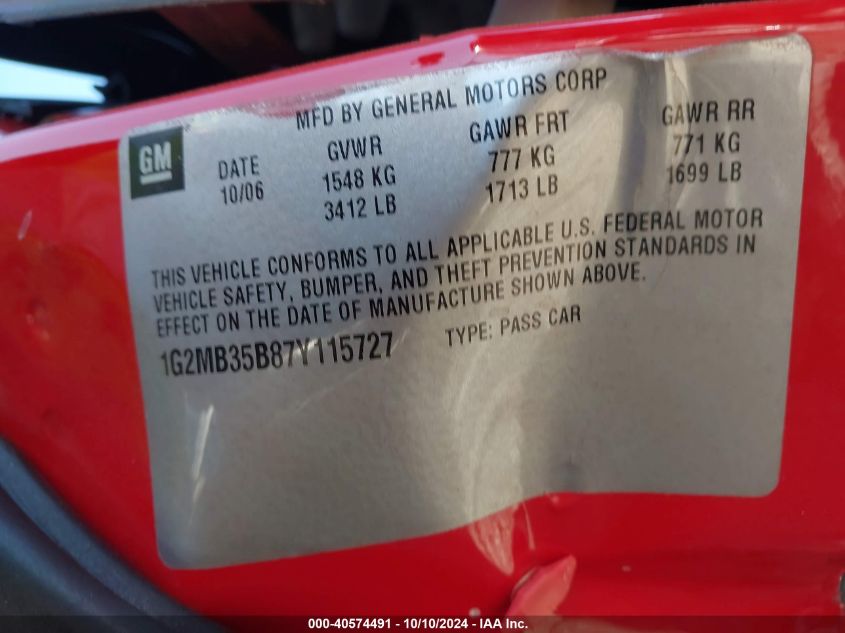 MFD BY GENERAL MOTORS CORP
GM
DATE
10/06
GVWR
1548 KG
3412 LB
GAWR FRT
777 KG
1713 LB
GAWR RR
771 KG
1699 LB
THIS VEHICLE CONFORMS TO ALL APPLICABLE U.S. FEDERAL MOTOR
VEHICLE SAFETY, BUMPER, AND THEFT PREVENTION STANDARDS IN
EFFECT ON THE DATE OF MANUFACTURE SHOWN ABOVE.
1G2MB35B87Y115727 TYPE: PASS CAR
000-40574491 - 10/10/2024 - IAA Inc.